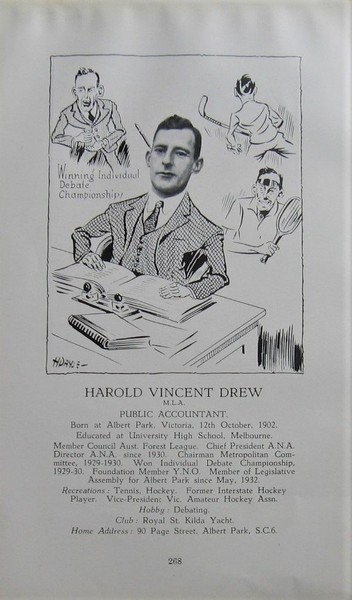 Winning Individual
Debate
Championships
HAROLD VINCENT DREW
M.L.A.
PUBLIC ACCOUNTANT.
Born at Albert Park, Victoria, 12th October, 1902.
Educated at University High School, Melbourne.
Member Council Aust. Forest League. Chief President A.N.A.
Director A.N.A. since 1930. Chairman Metropolitan Com-
mittee, 1929-1930. Won Individual Debate Championship,
1929-30. Foundation Member Y.N.O. Member of Legislative
Assembly for Albert Park since May, 1932.
Recreations : Tennis, Hockey. Former Interstate Hockey
Player. Vice-President Vic. Amateur Hockey Assn.
Hobby : Debating.
Club : Royal St. Kilda Yacht.
Home Address : 90 Page Street, Albert Park, S.C.6.
268